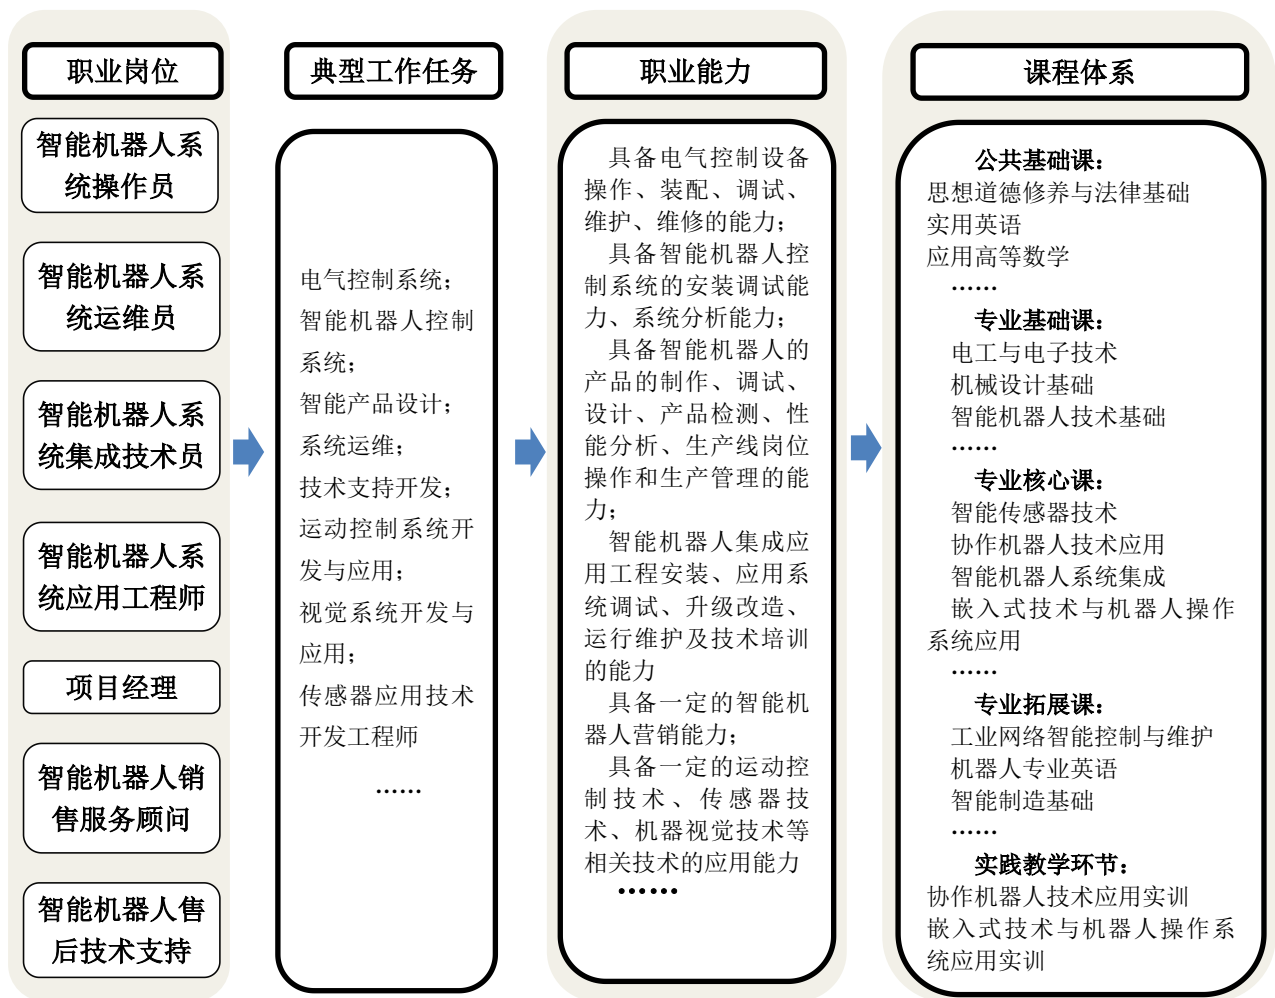 职业岗位
智能机器人系
统操作员
智能机器人系
统运维员
智能机器人系
统集成技术员
智能机器人系
统应用工程师
项目经理
智能机器人销
售服务顾问
智能机器人售
后技术支持
典型工作任务
电气控制系统；
智能机器人控制
系统；
智能产品设计；
系统运维；
技术支持开发；
运动控制系统开
发与应用；
视觉系统开发与
应用；
传感器应用技术
开发工程师
……
职业能力
具备电气控制设备
操作、装配、调试、
维护、维修的能力；
具备智能机器人控
制系统的安装调试能
力、系统分析能力；
具备智能机器人的
产品的制作、调试、
设计、产品检测、性
能分析、生产线岗位
操作和生产管理的能
力；
智能机器人集成应
用工程安装、应用系
统调试、升级改造、
运行维护及技术培训
的能力
具备一定的智能机
器人营销能力；
具备一定的运动控
制技术、传感器技
术、机器视觉技术等
相关技术的应用能力
……
课程体系
公共基础课：
思想道德修养与法律基础
实用英语
应用高等数学
……
专业基础课：
电工与电子技术
机械设计基础
智能机器人技术基础
……
专业核心课：
智能传感器技术
协作机器人技术应用
智能机器人系统集成
嵌入式技术与机器人操作
系统应用
……
专业拓展课：
工业网络智能控制与维护
机器人专业英语
智能制造基础
……
实践教学环节：
协作机器人技术应用实训
嵌入式技术与机器人操作系
统应用实训